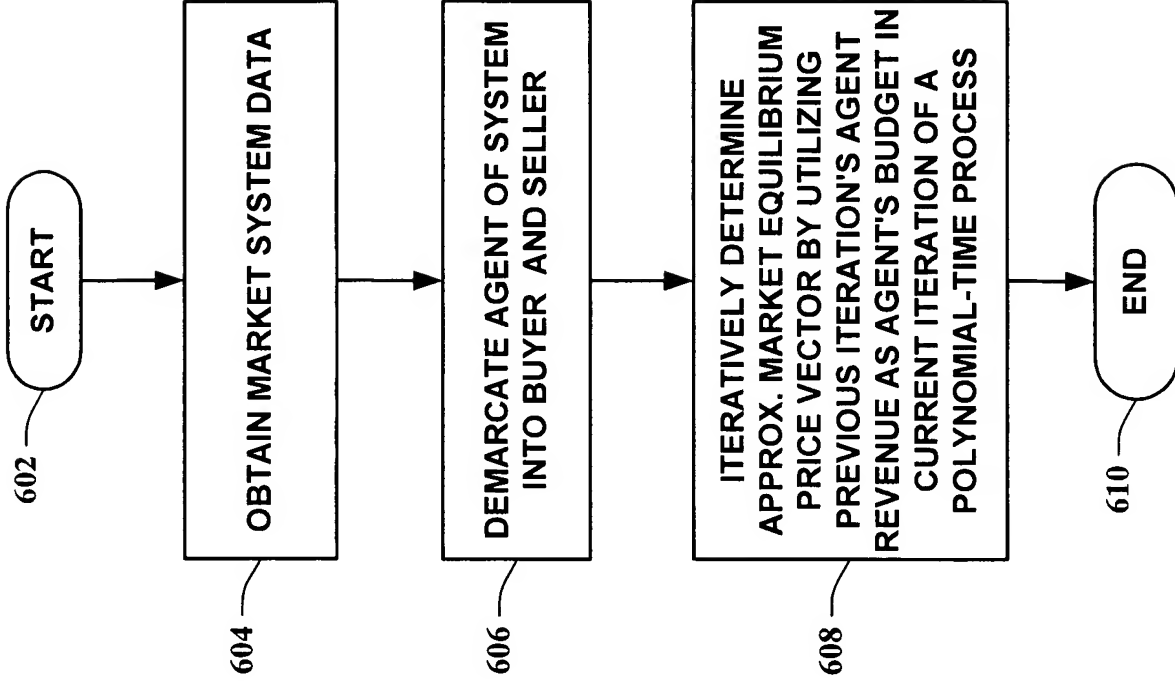 START
602
OBTAIN MARKET SYSTEM DATA
604
DEMARCATE AGENT OF SYSTEM
INTO BUYER AND SELLER
606
ITERATIVELY DETERMINE
APPROX. MARKET EQUILIBRIUM
PRICE VECTOR BY UTILIZING
PREVIOUS ITERATION'S AGENT
REVENUE AS AGENT'S BUDGET IN
CURRENT ITERATION OF A
POLYNOMIAL-TIME PROCESS
608
END
610